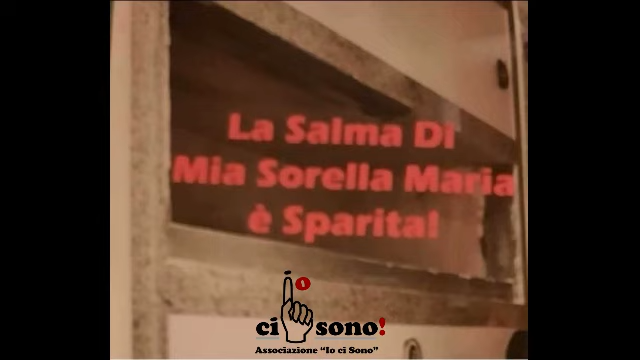 La Salma Di
Mia Sorella Maria
è Sparita!
io
ci sono!
Associazione "Io ci Sono"